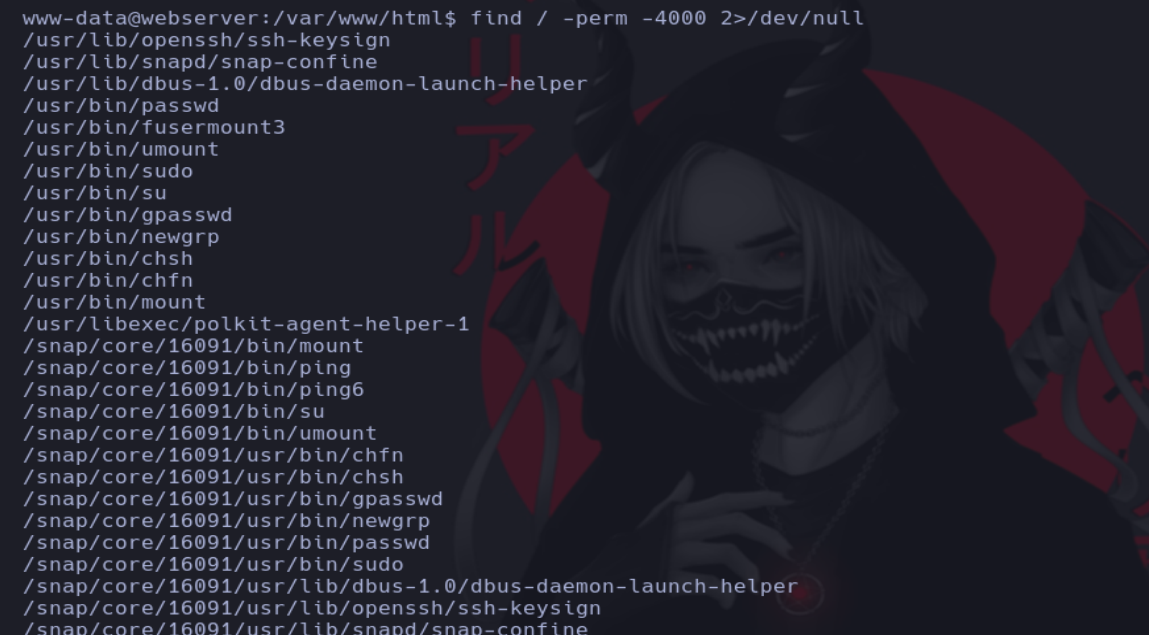 www-data@webserver:/var/www/html$ find / -perm -4000 2>/dev/null
/usr/lib/openssh/ssh-keysign
/usr/lib/snapd/snap-confine
/usr/lib/dbus-1.0/dbus-daemon-launch-helper
/usr/bin/passwd
/usr/bin/fusermount3
/usr/bin/umount
/usr/bin/sudo
/usr/bin/su
/usr/bin/gpasswd
/usr/bin/newgrp
/usr/bin/chsh
/usr/bin/chfn
/usr/bin/mount
/usr/libexec/polkit-agent-helper-1
/snap/core/16091/bin/mount
/snap/core/16091/bin/ping
/snap/core/16091/bin/ping6
/snap/core/16091/bin/su
/snap/core/16091/bin/umount
/snap/core/16091/usr/bin/chfn
/snap/core/16091/usr/bin/chsh
/snap/core/16091/usr/bin/gpasswd
/snap/core/16091/usr/bin/newgrp
/snap/core/16091/usr/bin/passwd
/snap/core/16091/usr/bin/sudo
/snap/core/16091/usr/lib/dbus-1.0/dbus-daemon-launch-helper
/snap/core/16091/usr/lib/openssh/ssh-keysign
/snap/core/16091/usr/lib/snapd/snap-confine
リアル